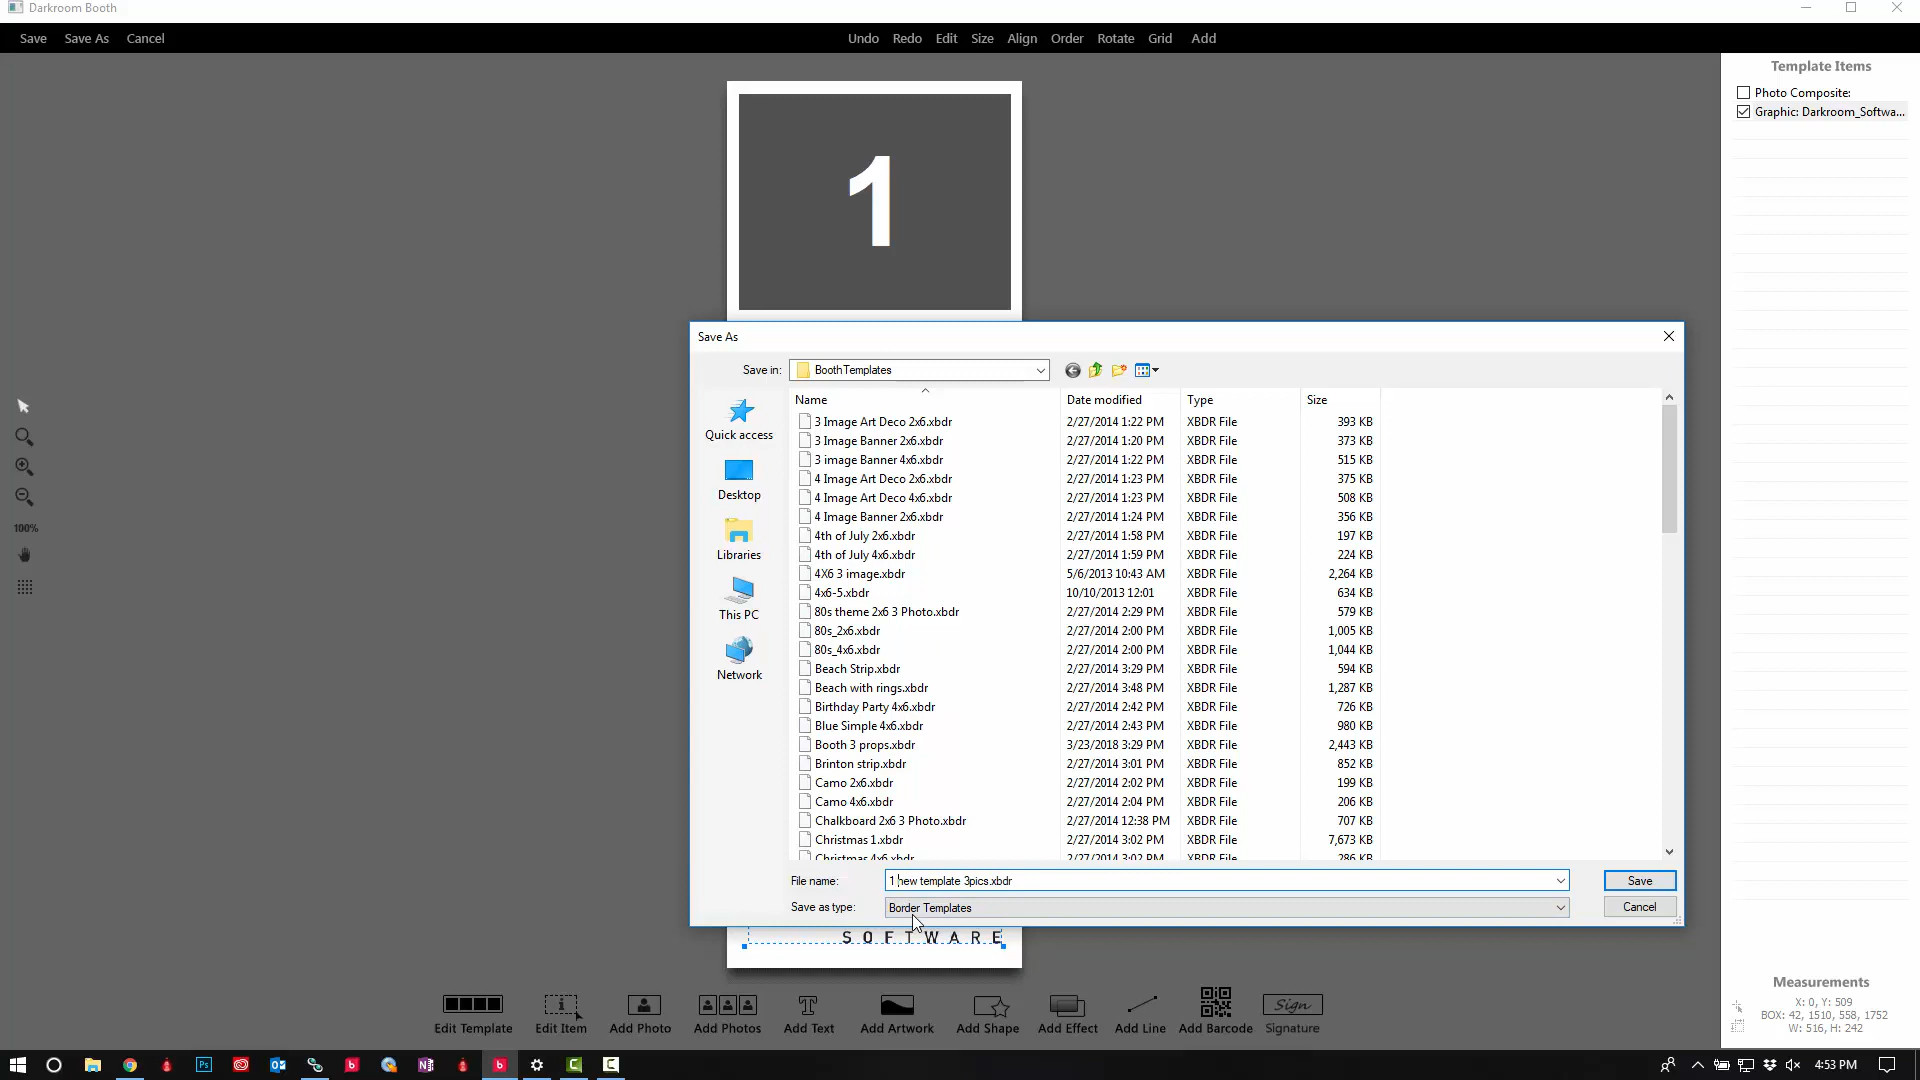 Darkroom Booth
Save Save As Cancel Undo Redo Edit Size Align Order Rotate Grid Add
Template Items
Photo Composite:
Graphic: Darkroom_Softwa...
1
Save As
Save in: BoothTemplates
Name Date modified Type Size
3 Image Art Deco 2x6.xbdr 2/27/2014 1:22 PM XBDR File 393 KB
3 Image Banner 2x6.xbdr 2/27/2014 1:20 PM XBDR File 373 KB
3 image Banner 4x6.xbdr 2/27/2014 1:22 PM XBDR File 515 KB
4 Image Art Deco 2x6.xbdr 2/27/2014 1:23 PM XBDR File 375 KB
4 Image Art Deco 4x6.xbdr 2/27/2014 1:23 PM XBDR File 508 KB
4 Image Banner 2x6.xbdr 2/27/2014 1:24 PM XBDR File 356 KB
4th of July 2x6.xbdr 2/27/2014 1:58 PM XBDR File 197 KB
4th of July 4x6.xbdr 2/27/2014 1:59 PM XBDR File 224 KB
4X6 3 image.xbdr 5/6/2013 10:43 AM XBDR File 2,264 KB
4x6-5.xbdr 10/10/2013 12:01 XBDR File 634 KB
80s theme 2x6 3 Photo.xbdr 2/27/2014 2:29 PM XBDR File 579 KB
80s_2x6.xbdr 2/27/2014 2:00 PM XBDR File 1,005 KB
80s_4x6.xbdr 2/27/2014 2:00 PM XBDR File 1,044 KB
Beach Strip.xbdr 2/27/2014 3:29 PM XBDR File 594 KB
Beach with rings.xbdr 2/27/2014 3:48 PM XBDR File 1,287 KB
Birthday Party 4x6.xbdr 2/27/2014 2:42 PM XBDR File 726 KB
Blue Simple 4x6.xbdr 2/27/2014 2:43 PM XBDR File 980 KB
Booth 3 props.xbdr 3/23/2018 3:29 PM XBDR File 2,443 KB
Brinton strip.xbdr 2/27/2014 3:01 PM XBDR File 852 KB
Camo 2x6.xbdr 2/27/2014 2:02 PM XBDR File 199 KB
Camo 4x6.xbdr 2/27/2014 2:04 PM XBDR File 206 KB
Chalkboard 2x6 3 Photo.xbdr 2/27/2014 12:38 PM XBDR File 707 KB
Christmas 1.xbdr 2/27/2014 3:02 PM XBDR File 7,673 KB
Christmas 4x6.xbdr 2/27/2014 3:02 PM XBDR File 286 KB
Quick access
Desktop
Libraries
This PC
Network
100%
File name: 1 new template 3pics.xbdr Save
Save as type: Border Templates Cancel
SOFTWARE
Measurements
X: 0, Y: 509
BOX: 42, 1510, 558, 1752
W: 516, H: 242
Sign
Edit Template Edit Item Add Photo Add Photos Add Text Add Artwork Add Shape Add Effect Add Line Add Barcode Signature
4:53 PM